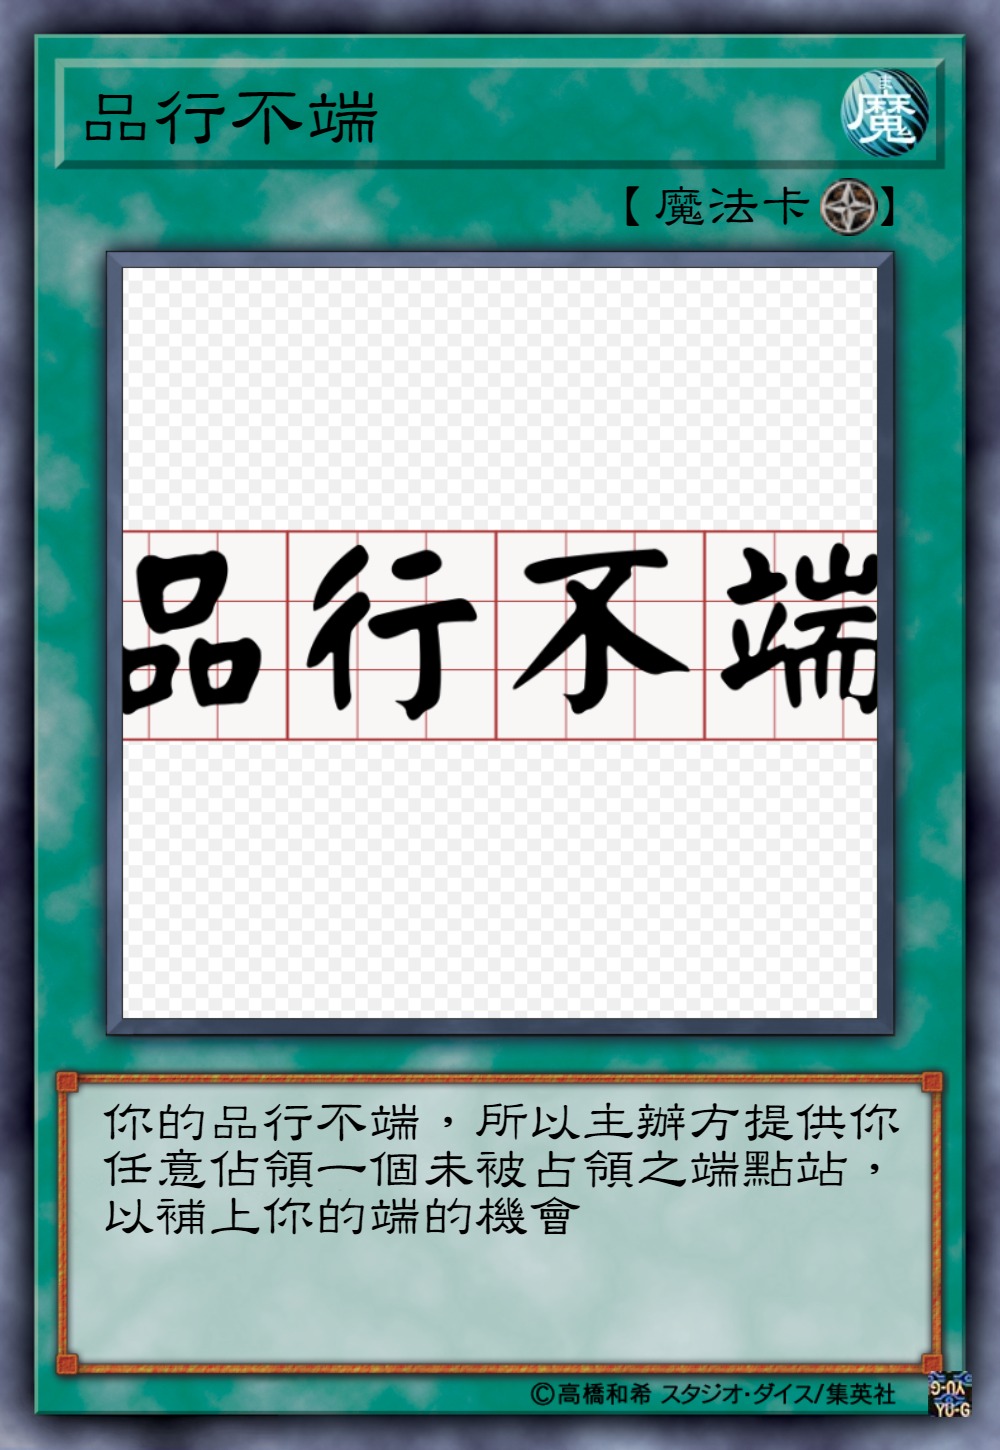 品行不端
魔
ま
【魔法卡】
品行不端
你的品行不端，所以主辦方提供你
任意佔領一個未被占領之端點站，
以補上你的端的機會
©高橋和希 スタジオ・ダイス/集英社
YU-G
YU-G